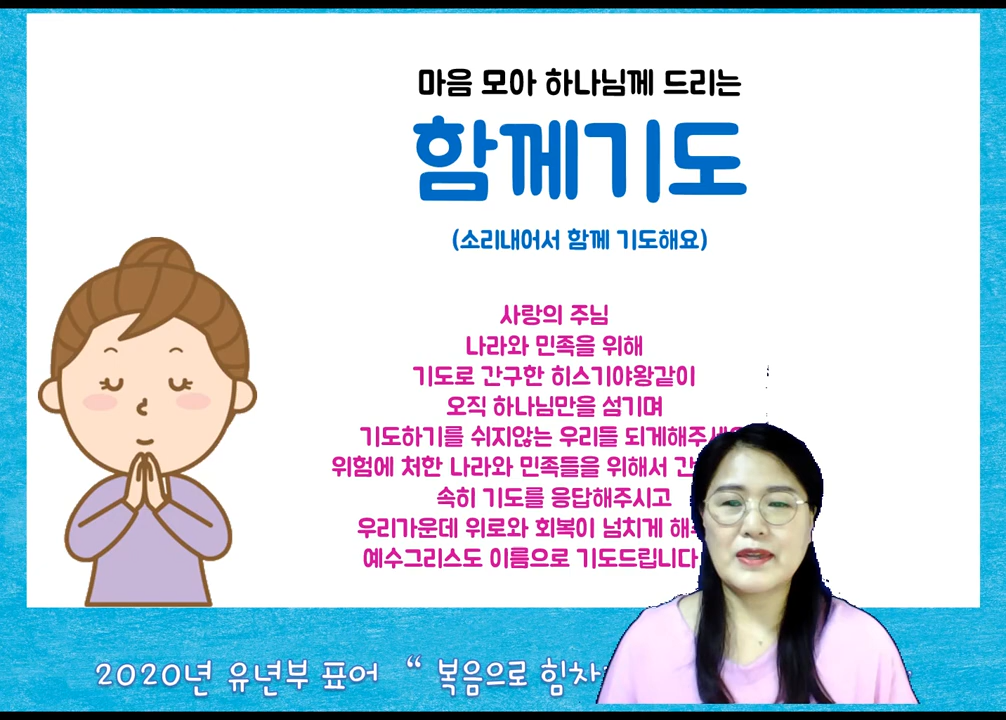 마음 모아 하나님께 드리는
함께기도
(소리내어서 함께 기도해요)
사랑의 주님
나라와 민족을 위해
기도로 간구한 히스기야왕같이
오직 하나님만을 섬기며
기도하기를 쉬지않는 우리들 되게해주세요
위험에 처한 나라와 민족들을 위해서
속히 기도를 응답해주시고
우리가운데 위로와 회복이 넘치게
예수그리스도 이름으로 기도드립니다
2020년 유년부 표어 “ 복음으로